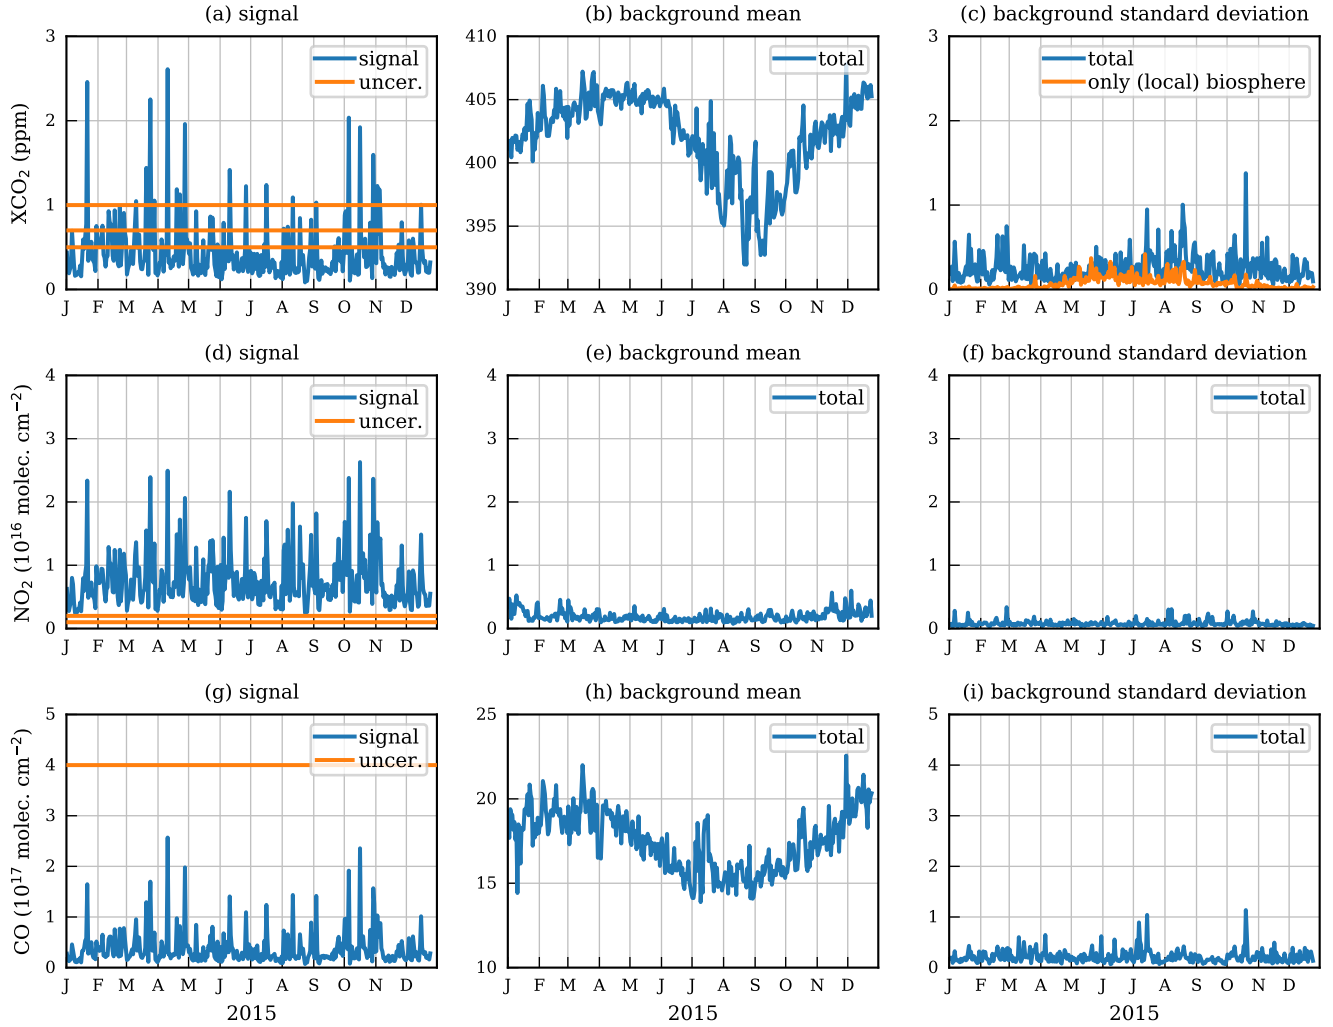 (a) signal
(b) background mean
(c) background standard deviation
XCO₂ (ppm)
3
2
1
0
signal
uncer.
J F M A M J J A S O N D
410
405
400
395
390
total
J F M A M J J A S O N D
3
2
1
0
total
only (local) biosphere
J F M A M J J A S O N D
(d) signal
(e) background mean
(f) background standard deviation
NO₂ (10¹⁶ molec. cm⁻²)
4
3
2
1
0
signal
uncer.
J F M A M J J A S O N D
4
3
2
1
0
total
J F M A M J J A S O N D
4
3
2
1
0
total
J F M A M J J A S O N D
(g) signal
(h) background mean
(i) background standard deviation
CO (10¹⁷ molec. cm⁻²)
5
4
3
2
1
0
signal
uncer.
J F M A M J J A S O N D
2015
25
20
15
10
total
J F M A M J J A S O N D
2015
5
4
3
2
1
0
total
J F M A M J J A S O N D
2015